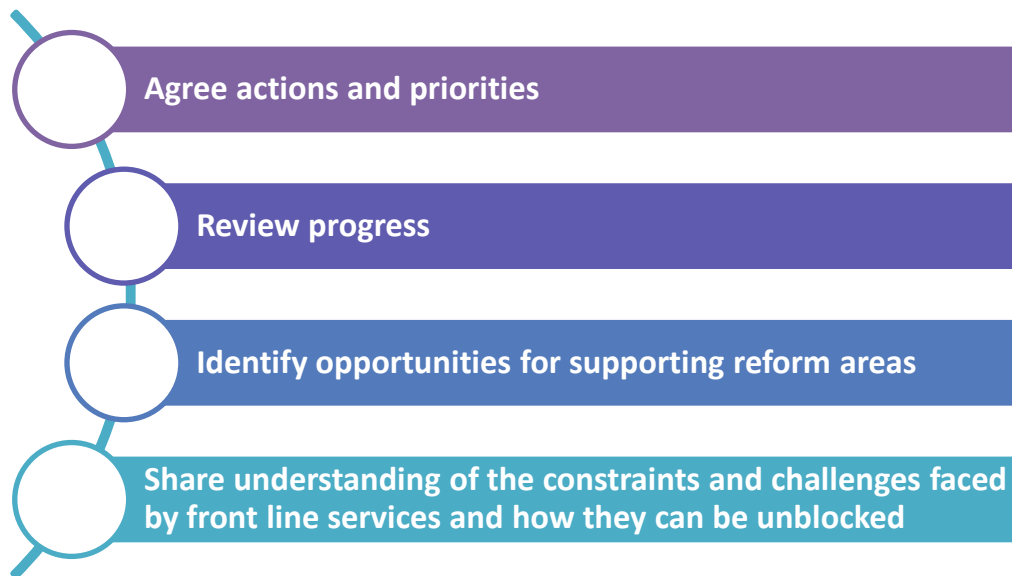 Agree actions and priorities
Review progress
Identify opportunities for supporting reform areas
Share understanding of the constraints and challenges faced
by front line services and how they can be unblocked